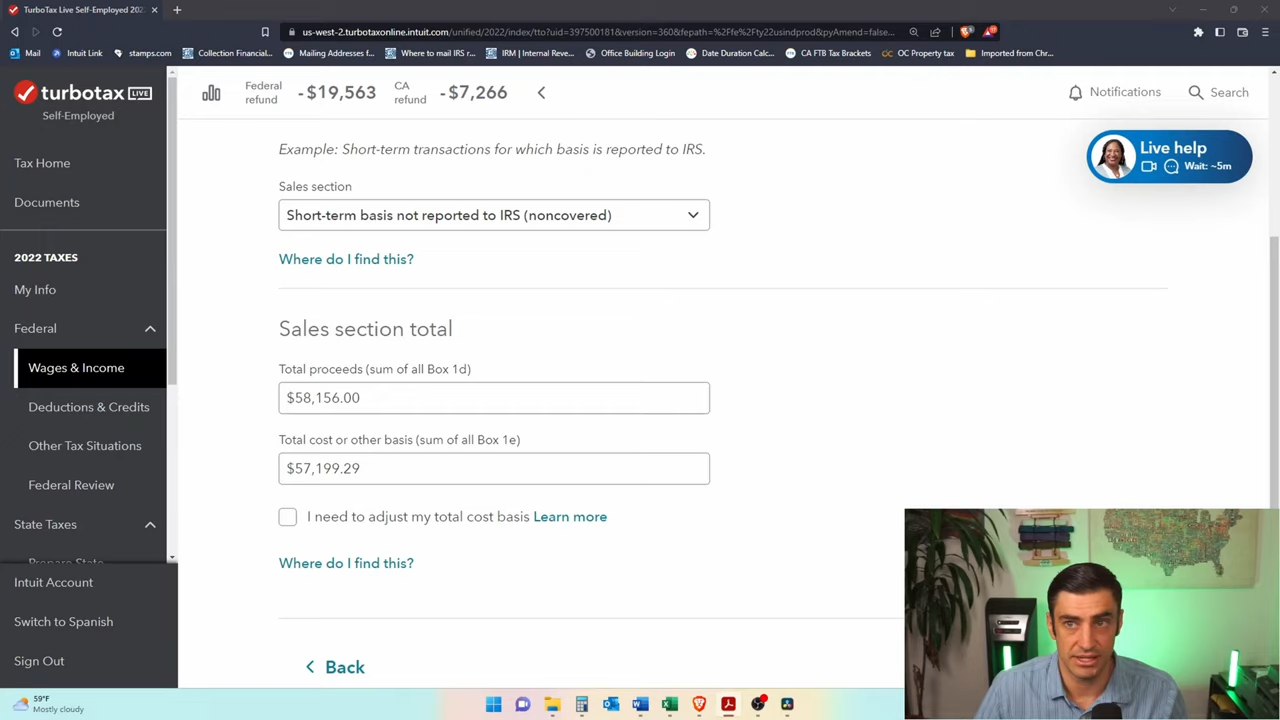 TurboTax Live Self-Employed 202
us-west-2.turbotaxonline.intuit.com/unified/2022/index/tto?uid=397500181&version=360&fepath=%2Ffe%2Fty22usindprod&pyAmend=false...
Mail
Intuit Link
stamps.com
Collection Financial...
Mailing Addresses f...
Where to mail IRS r...
IRM | Internal Reve...
Office Building Login
Date Duration Calc...
CA FTB Tax Brackets
OC Property tax
Imported from Chr...
turbotax LIVE
Self-Employed
Federal refund
-$19,563
CA refund
-$7,266
Notifications
Search
Live help
Wait: ~5m
Tax Home
Documents
2022 TAXES
My Info
Federal
Wages & Income
Deductions & Credits
Other Tax Situations
Federal Review
State Taxes
Prepare State
Intuit Account
Switch to Spanish
Sign Out
Example: Short-term transactions for which basis is reported to IRS.
Sales section
Short-term basis not reported to IRS (noncovered)
Where do I find this?
Sales section total
Total proceeds (sum of all Box 1d)
$58,156.00
Total cost or other basis (sum of all Box 1e)
$57,199.29
I need to adjust my total cost basis Learn more
Where do I find this?
Back
59°F
Mostly cloudy